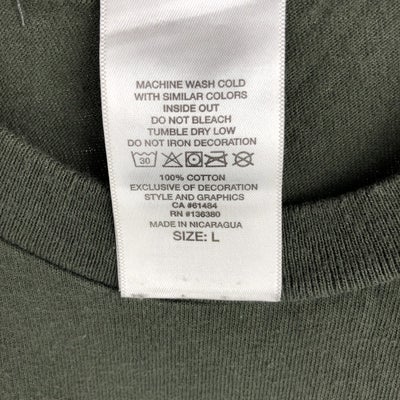 MACHINE WASH COLD
WITH SIMILAR COLORS
INSIDE OUT
DO NOT BLEACH
TUMBLE DRY LOW
DO NOT IRON DECORATION
30
100% COTTON
EXCLUSIVE OF DECORATION
STYLE AND GRAPHICS
CA #61484
RN #136380
MADE IN NICARAGUA
SIZE: L